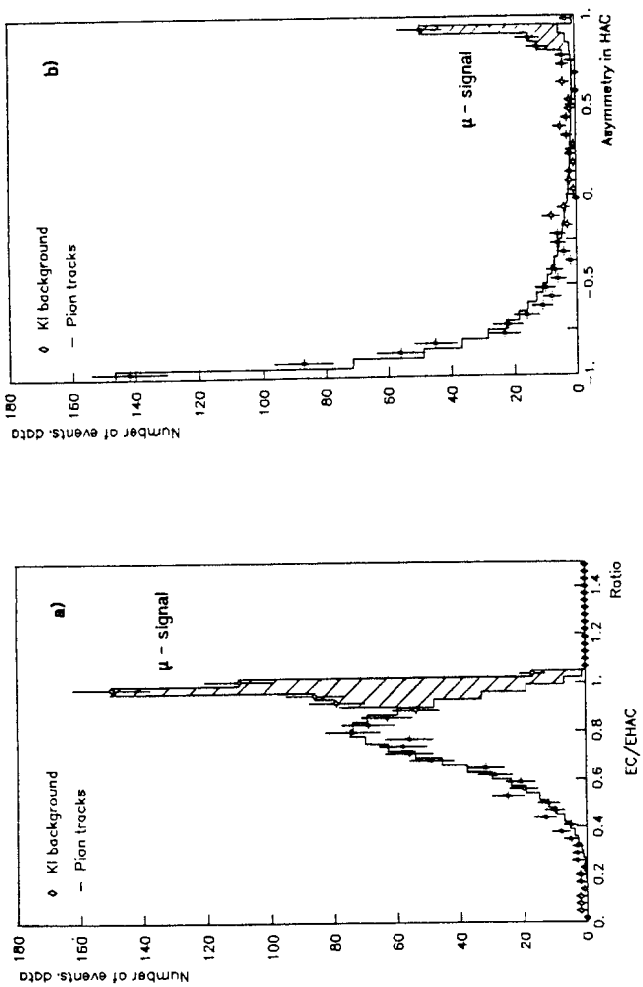 180
160
140
120
100
80
60
40
20
0
Number of events. data
a)
◊ Kl background
— Pion tracks
μ – signal
0. 0.2 0.4 0.6 0.8 1. 1.2 1.4
EC/EHAC
Ratio
180
160
140
120
100
80
60
40
20
0
Number of events. data
b)
◊ Kl background
— Pion tracks
μ – signal
–1. –0.5 0. 0.5 1.
Asymmetry in HAC